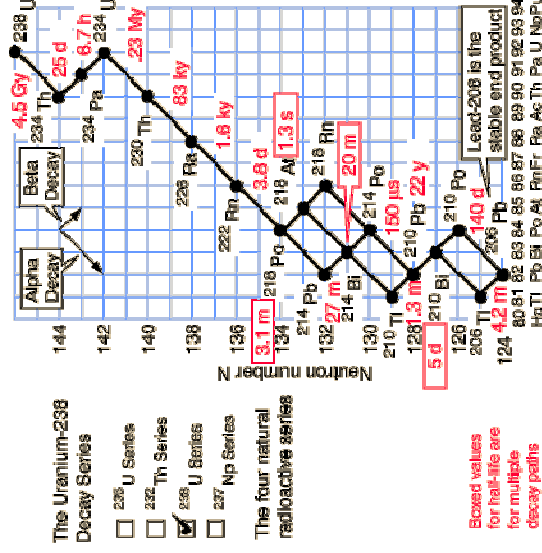 The Uranium-238
Decay Series
235 U Series
232 Th Series
238 U Series
237 Np Series
The four natural
radioactive series
Boxed values
for half-life are
for multiple
decay paths
Neutron number N
144
142
140
138
136
134
132
130
128
126
124
Alpha
Decay
Beta
Decay
238 U
4.5 Gy
234 Th
25 d
234 Pa
6.7 h
234 U
.23 My
230 Th
83 ky
226 Ra
1.6 ky
222 Rn
3.8 d
218 Po
3.1 m
218 At
1.3 s
218 Rn
214 Pb
27 m
214 Bi
20 m
214 Po
150 µs
210 Tl
1.3 m
210 Pb
22 y
210 Bi
5 d
210 Po
140 d
206 Tl
4.2 m
206 Pb
Lead-206 is the
stable end product
80 81 82 83 84 85 86 87 88 89 90 91 92 93 94
Hg Tl Pb Bi Po At Rn Fr Ra Ac Th Pa U Np Pu